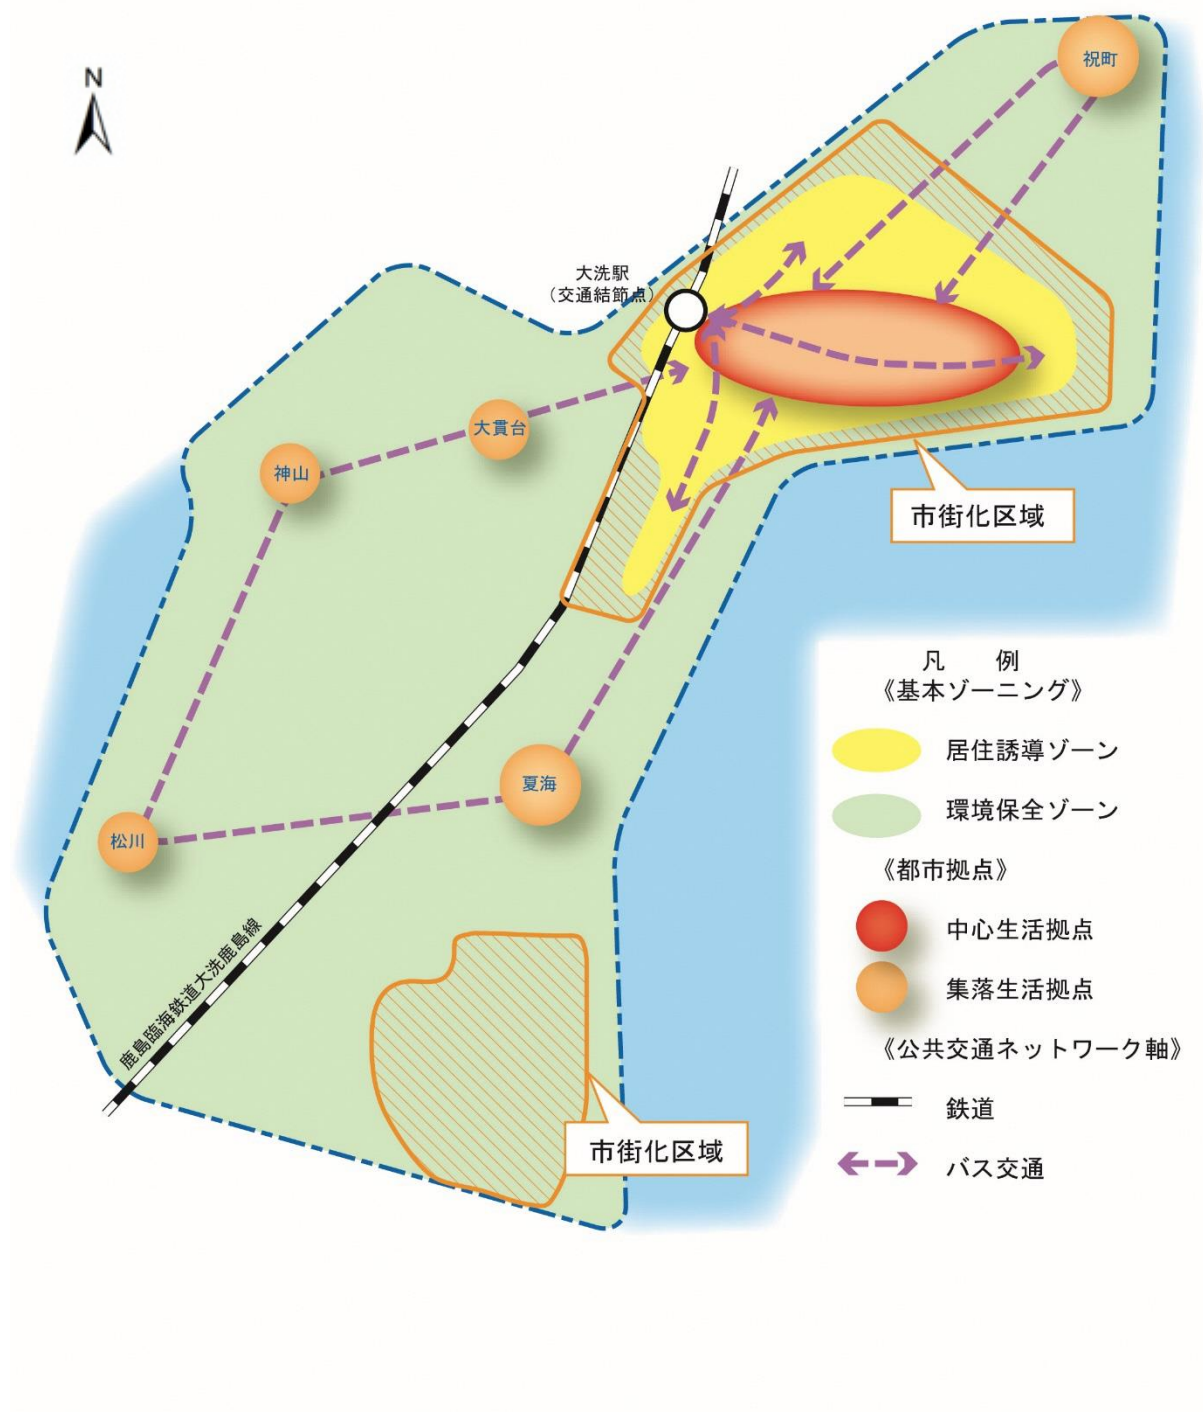 N
祝町
大洗駅
（交通結節点）
大貫台
神山
市街化区域
夏海
松川
鹿島臨海鉄道大洗鹿島線
市街化区域
凡　例
《基本ゾーニング》
居住誘導ゾーン
環境保全ゾーン
《都市拠点》
中心生活拠点
集落生活拠点
《公共交通ネットワーク軸》
鉄道
バス交通